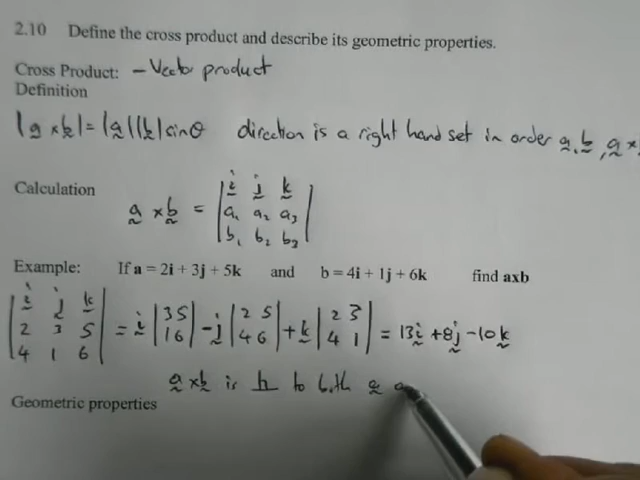 2.10 Define the cross product and describe its geometric properties.
Cross Product: - Vector product
Definition
|a × b| = |a||b| sinθ direction is a right hand set in order a, b, a ×
Calculation
a × b = | i j k |
| a₁ a₂ a₃ |
| b₁ b₂ b₃ |
Example: If a = 2i + 3j + 5k and b = 4i + 1j + 6k find axb
| i j k |
| 2 3 5 | = i | 3 5 | - j | 2 5 | + k | 2 3 | = 13i + 8j - 10k
| 4 1 6 | | 1 6 | | 4 6 | | 4 1 |
a × b is ⊥ to both a
Geometric properties